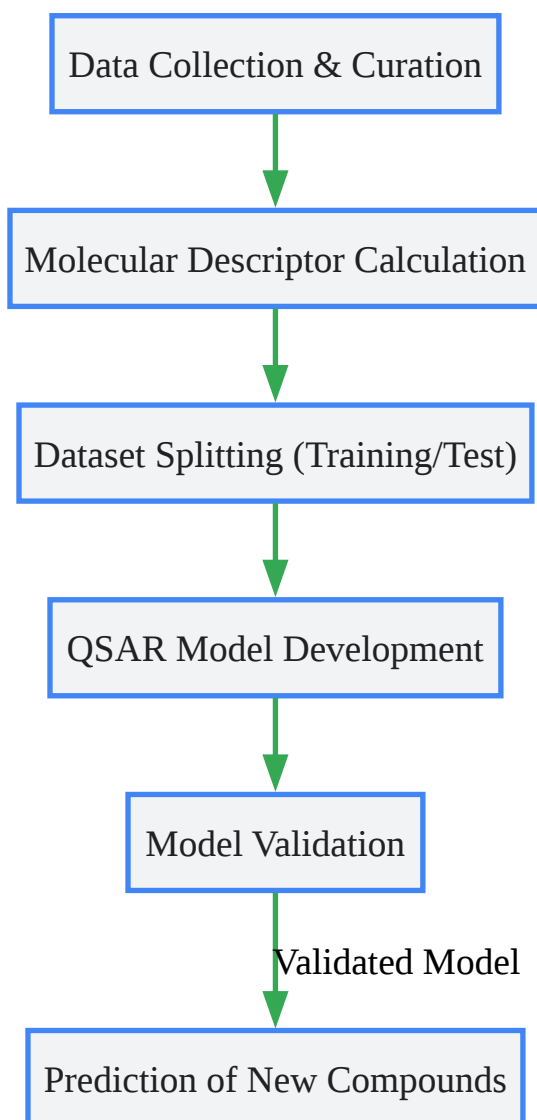 Data Collection & Curation
Molecular Descriptor Calculation
Dataset Splitting (Training/Test)
QSAR Model Development
Model Validation
Validated Model
Prediction of New Compounds